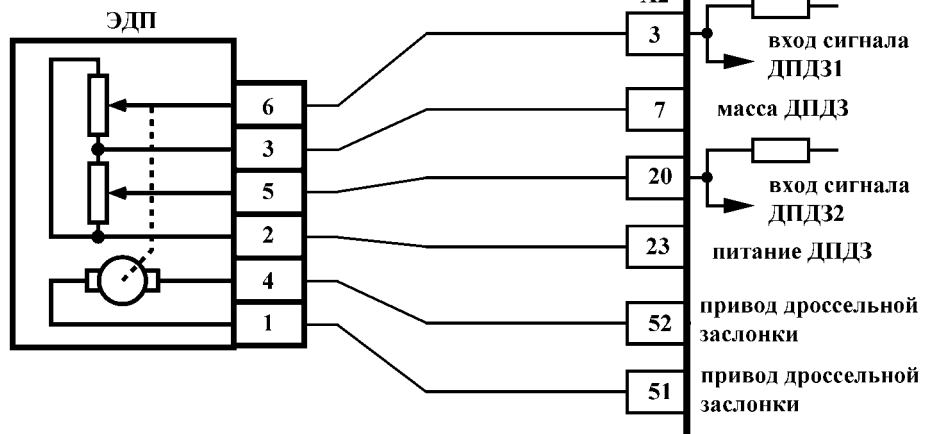 ЭДП
6
3
5
2
4
1
3
7
20
23
52
51
вход сигнала
ДПДЗ1
масса ДПДЗ
вход сигнала
ДПДЗ2
питание ДПДЗ
привод дроссельной
заслонки
привод дроссельной
заслонки